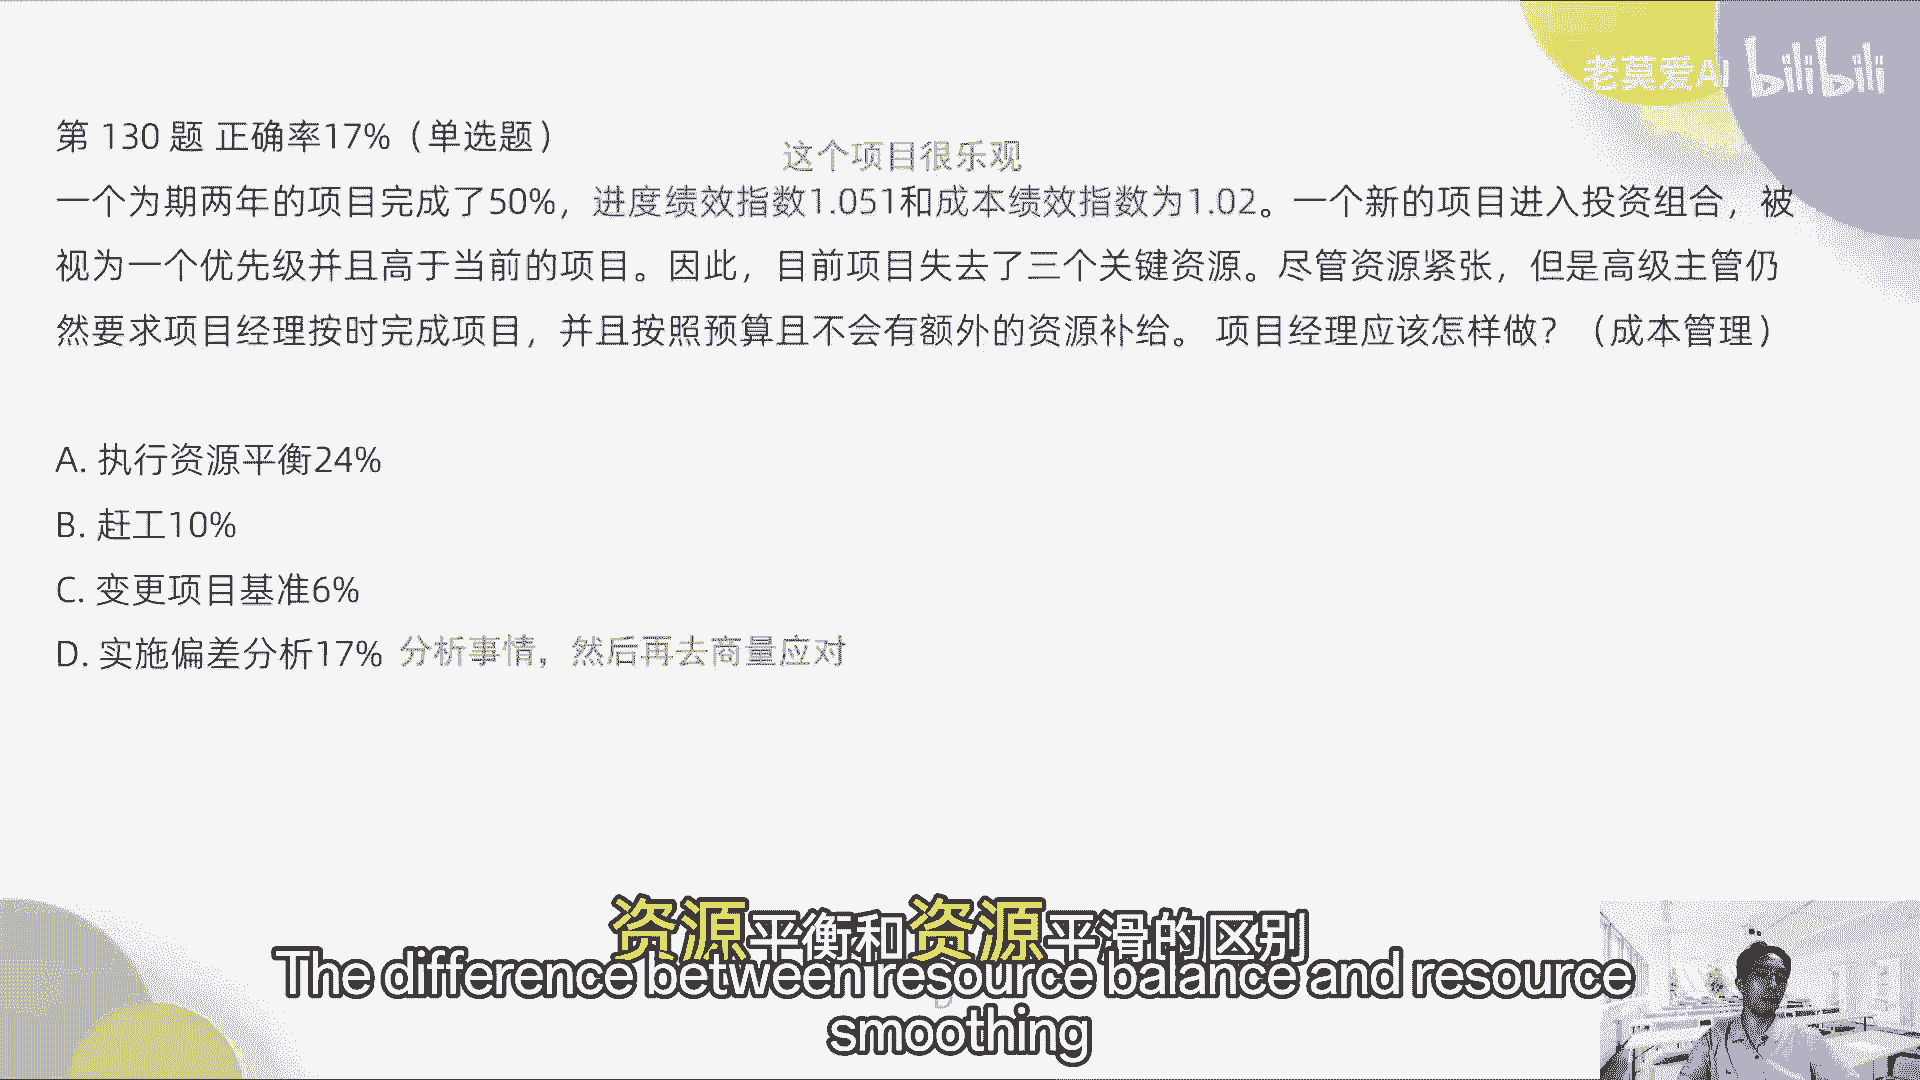 老莫爱AI bilibili
第 130 题 正确率17%（单选题）
这个项目很乐观
一个为期两年的项目完成了50%，进度绩效指数1.051和成本绩效指数为1.02。一个新的项目进入投资组合，被
视为一个优先级并且高于当前的项目。因此，目前项目失去了三个关键资源。尽管资源紧张，但是高级主管仍
然要求项目经理按时完成项目，并且按照预算且不会有额外的资源补给。 项目经理应该怎样做？（成本管理）
A. 执行资源平衡24%
B. 赶工10%
C. 变更项目基准6%
D. 实施偏差分析17% 分析事情，然后再去商量应对
资源平衡和资源平滑的区别
The difference between resource balance and resource
smoothing